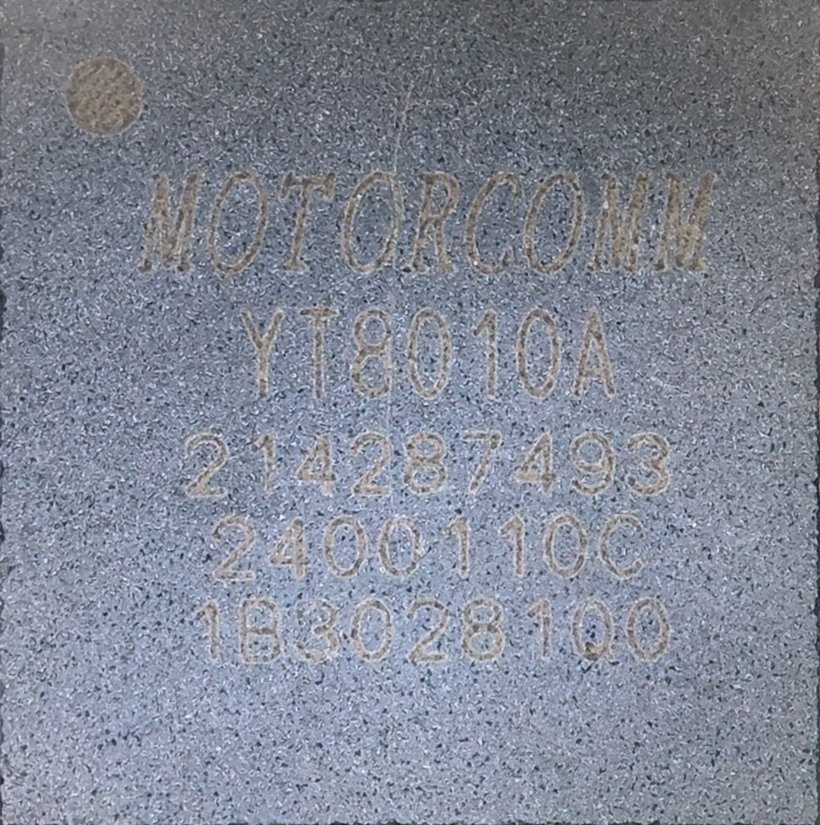 MOTORCOMM
YT8010A
214287493
2400110C
1B3028100